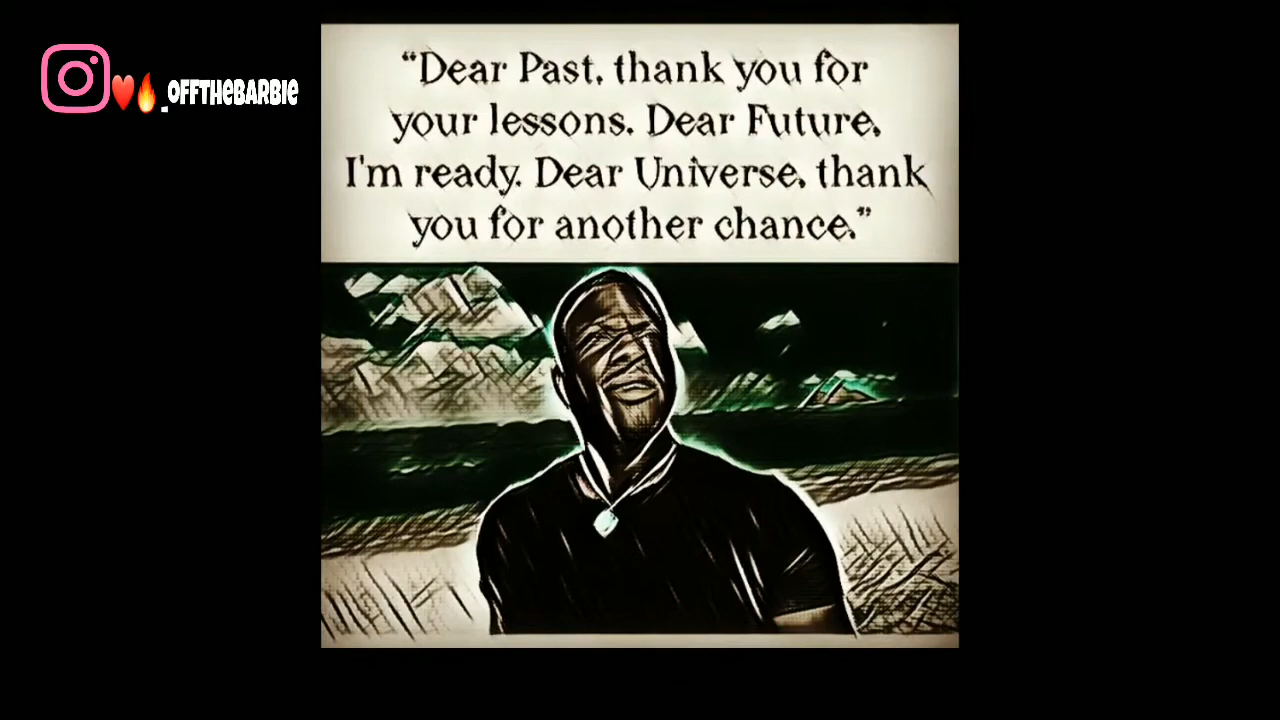 _OFFTHEBARBIE
“Dear Past, thank you for
your lessons. Dear Future,
I'm ready. Dear Universe, thank
you for another chance.”